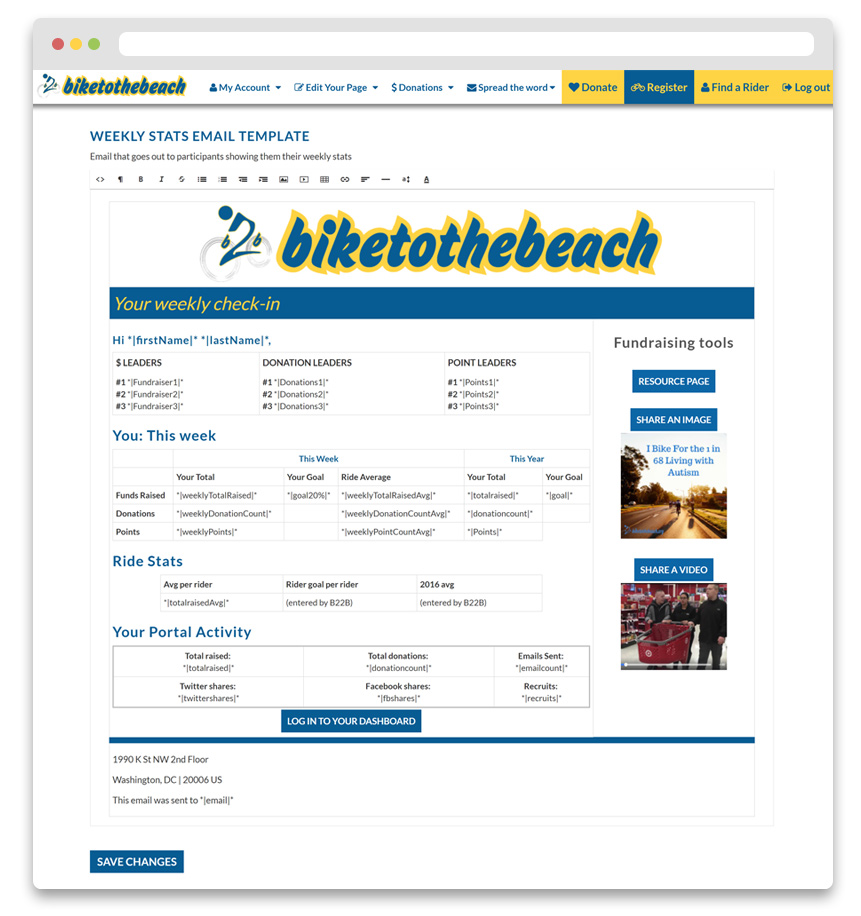 biketothebeach My Account Edit Your Page $ Donations Spread the word Donate Register Find a Rider Log out
WEEKLY STATS EMAIL TEMPLATE
Email that goes out to participants showing them their weekly stats
b2b biketothebeach
Your weekly check-in
Hi *|firstName|* *|lastName|*,
$ LEADERS DONATION LEADERS POINT LEADERS
#1 *|Fundraiser1|* #1 *|Donations1|* #1 *|Points1|*
#2 *|Fundraiser2|* #2 *|Donations2|* #2 *|Points2|*
#3 *|Fundraiser3|* #3 *|Donations3|* #3 *|Points3|*
You: This week
This Week This Year
Your Total Your Goal Ride Average Your Total Your Goal
Funds Raised *|weeklyTotalRaised|* *|goal20%|* *|weeklyTotalRaisedAvg|* *|totalraised|* *|goal|*
Donations *|weeklyDonationCount|* *|weeklyDonationCountAvg|* *|donationcount|*
Points *|weeklyPoints|* *|weeklyPointCountAvg|* *|Points|*
Ride Stats
Avg per rider Rider goal per rider 2016 avg
*|totalraisedAvg|* (entered by B22B) (entered by B22B)
Your Portal Activity
Total raised: Total donations: Emails Sent:
*|totalraised|* *|donationcount|* *|emailcount|*
Twitter shares: Facebook shares: Recruits:
*|twittershares|* *|fbshares|* *|recruits|*
LOG IN TO YOUR DASHBOARD
Fundraising tools
RESOURCE PAGE
SHARE AN IMAGE
I Bike For the 1 in
68 Living with
Autism
SHARE A VIDEO
1990 K St NW 2nd Floor
Washington, DC | 20006 US
This email was sent to *|email|*
SAVE CHANGES